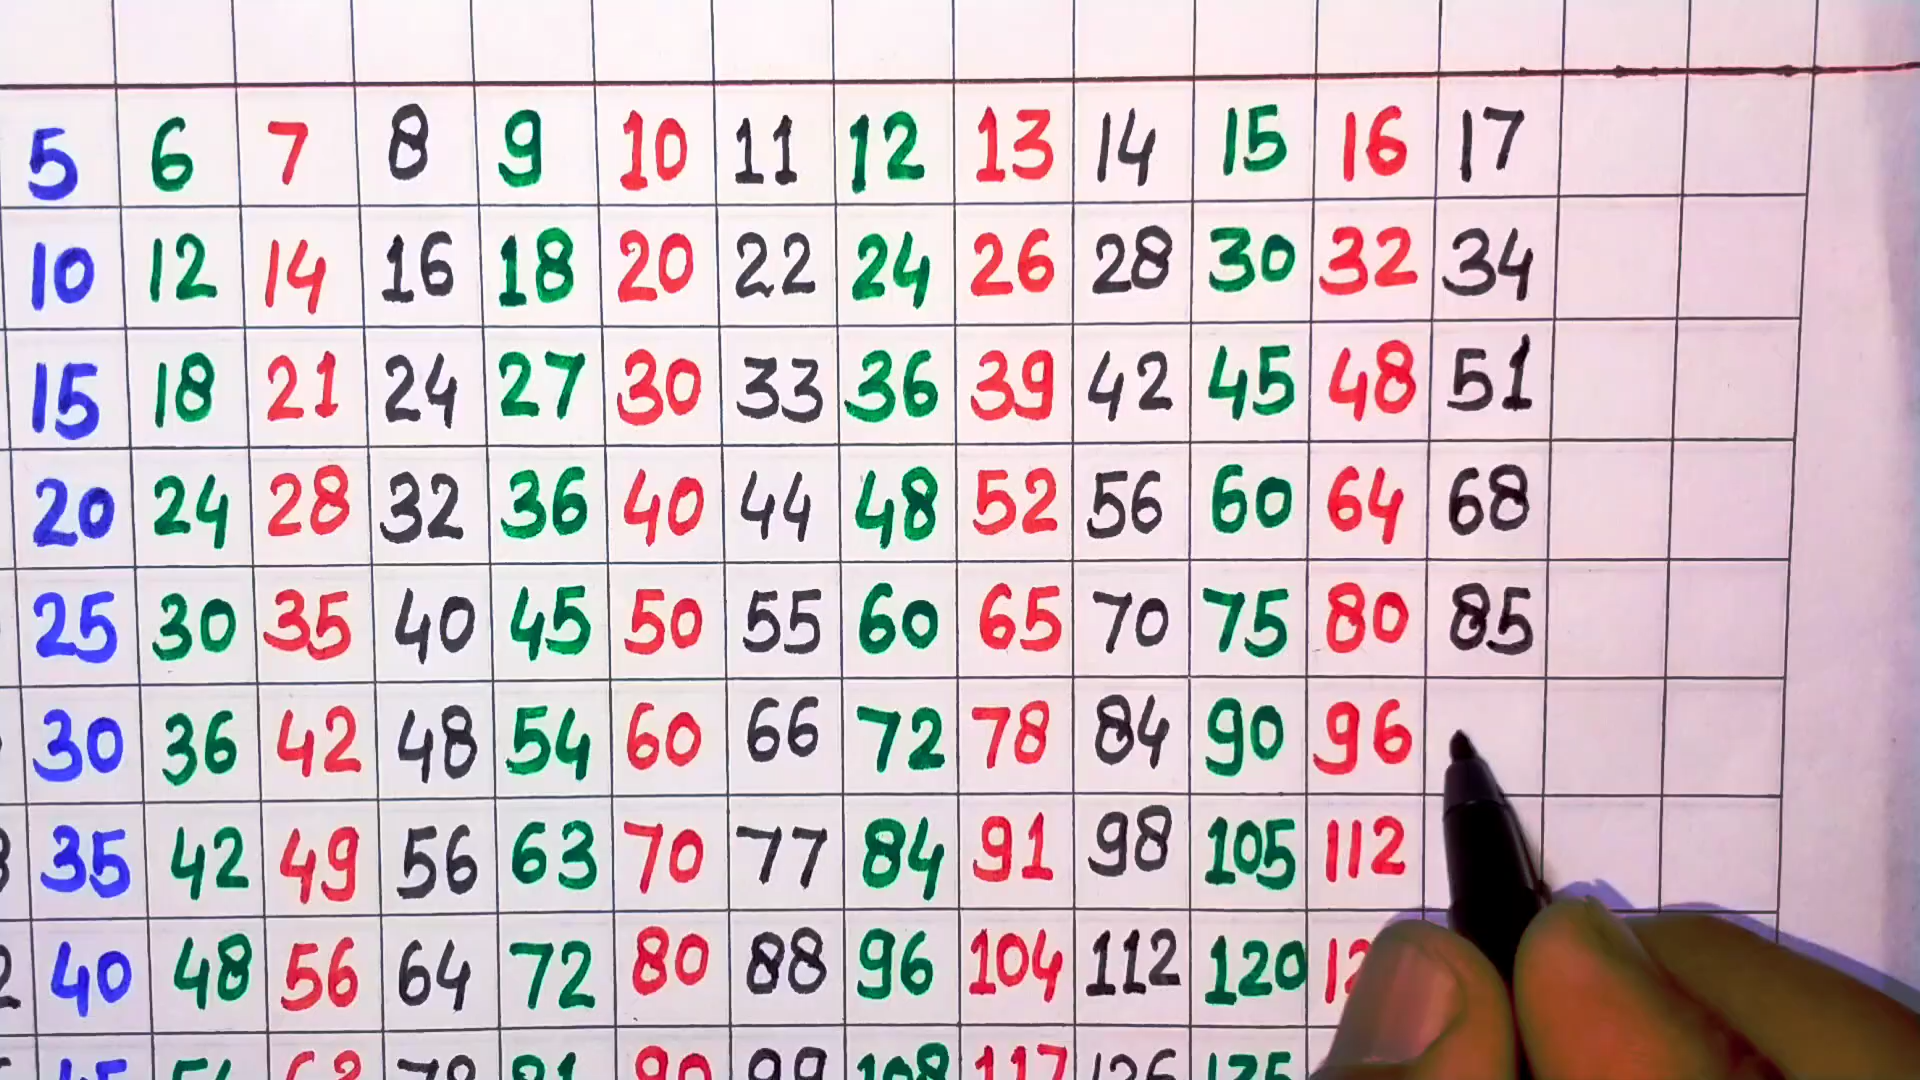 5 6 7 8 9 10 11 12 13 14 15 16 17
10 12 14 16 18 20 22 24 26 28 30 32 34
15 18 21 24 27 30 33 36 39 42 45 48 51
20 24 28 32 36 40 44 48 52 56 60 64 68
25 30 35 40 45 50 55 60 65 70 75 80 85
30 36 42 48 54 60 66 72 78 84 90 96
35 42 49 56 63 70 77 84 91 98 105 112
40 48 56 64 72 80 88 96 104 112 120
90 99 108 117